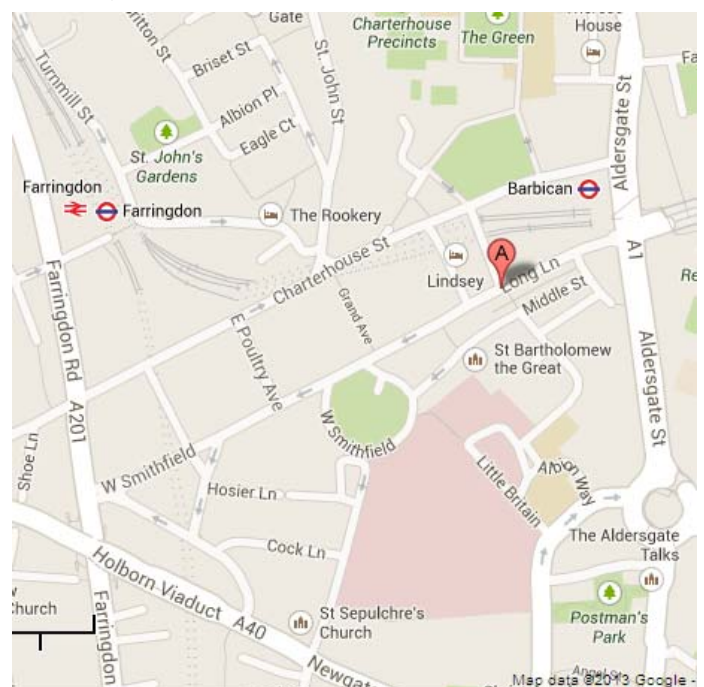 Gate
Charterhouse
Precincts
The Green
House
Britton St
Briset St
St. John St
Turnmill St
Albion Pl
Eagle Ct
St. John's
Gardens
Aldersgate St
Farringdon
Farringdon
Barbican
The Rookery
Charterhouse St
Lindsey
A
Long Ln
Middle St
A1
Grand Ave
E Poultry Ave
Farringdon Rd
A201
St Bartholomew
the Great
Aldersgate St
W Smithfield
W Smithfield
Shoe Ln
Hosier Ln
Little Britain
Albion Way
Cock Ln
The Aldersgate
Talks
Holborn Viaduct A40
Church
St Sepulchre's
Church
Postman's
Park
Farringdon
Newgat
Angel St
Map data ©2013 Google -